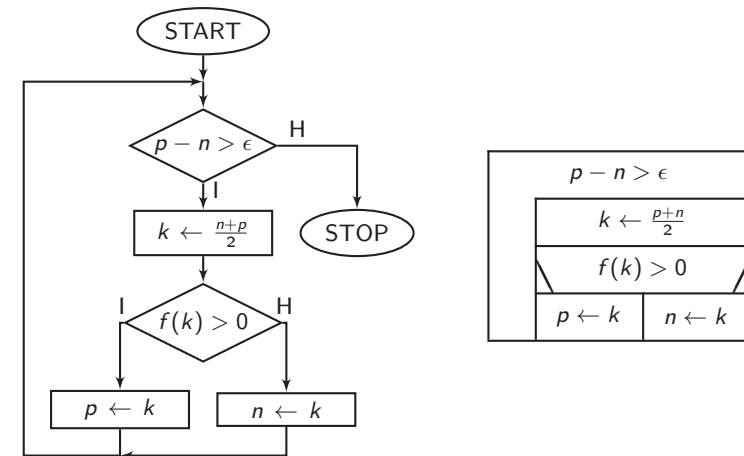 START
p − n > ϵ
H
I
k ← n+p/2
STOP
I
f(k) > 0
H
p ← k
n ← k
p − n > ϵ
k ← p+n/2
f(k) > 0
p ← k
n ← k